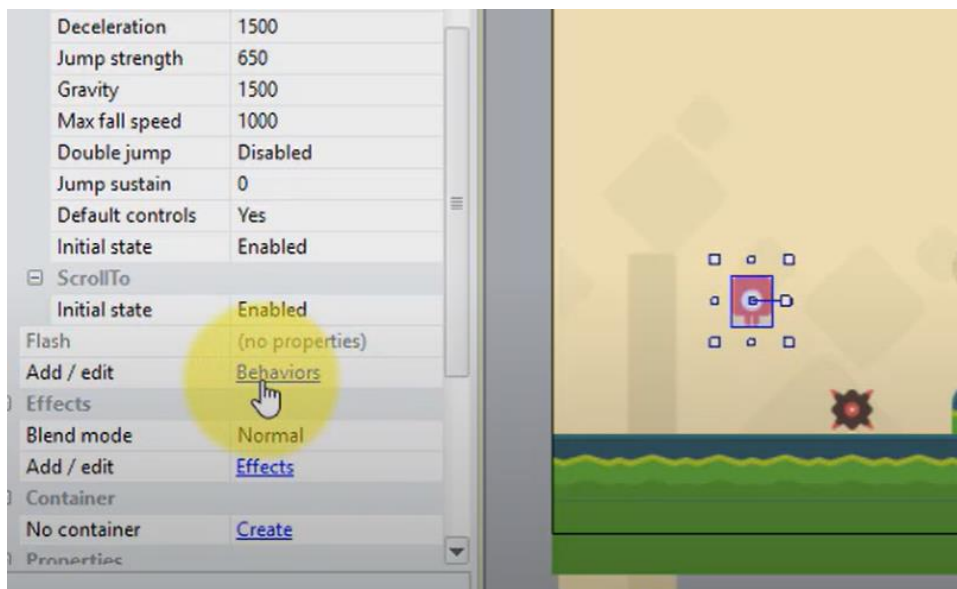 Deceleration 1500
Jump strength 650
Gravity 1500
Max fall speed 1000
Double jump Disabled
Jump sustain 0
Default controls Yes
Initial state Enabled
ScrollTo
Initial state Enabled
Flash (no properties)
Add / edit Behaviors
Effects
Blend mode Normal
Add / edit Effects
Container
No container Create
Properties